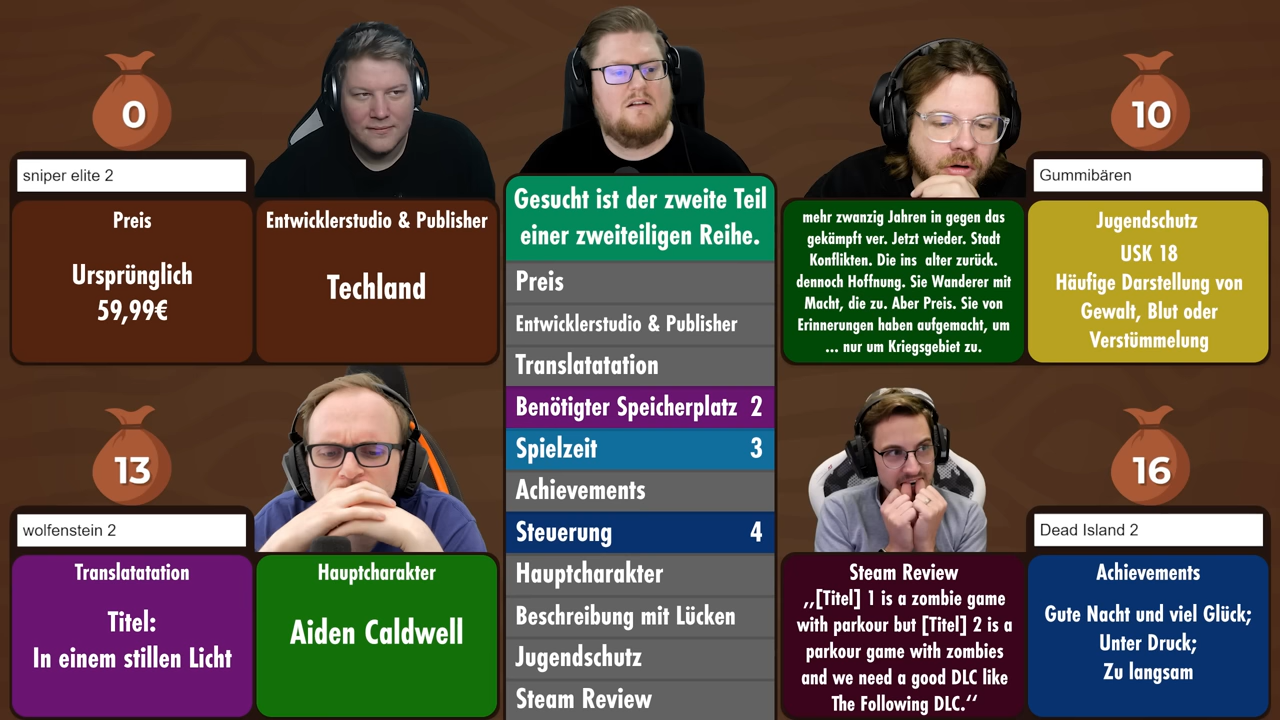 0
sniper elite 2
Preis
Ursprünglich
59,99€
Entwicklerstudio & Publisher
Techland
Gesucht ist der zweite Teil
einer zweiteiligen Reihe.
Preis
Entwicklerstudio & Publisher
Translatatation
Benötigter Speicherplatz 2
Spielzeit 3
Achievements
Steuerung 4
Hauptcharakter
Beschreibung mit Lücken
Jugendschutz
Steam Review
10
Gummibären
mehr zwanzig Jahren in gegen das
gekämpft ver. Jetzt wieder. Stadt
Konflikten. Die ins alter zurück.
dennoch Hoffnung. Sie Wanderer mit
Macht, die zu. Aber Preis. Sie von
Erinnerungen haben aufgemacht, um
... nur um Kriegsgebiet zu.
Jugendschutz
USK 18
Häufige Darstellung von
Gewalt, Blut oder
Verstümmelung
13
wolfenstein 2
Translatatation
Titel:
In einem stillen Licht
Hauptcharakter
Aiden Caldwell
16
Dead Island 2
Steam Review
,,[Titel] 1 is a zombie game
with parkour but [Titel] 2 is a
parkour game with zombies
and we need a good DLC like
The Following DLC.“
Achievements
Gute Nacht und viel Glück;
Unter Druck;
Zu langsam